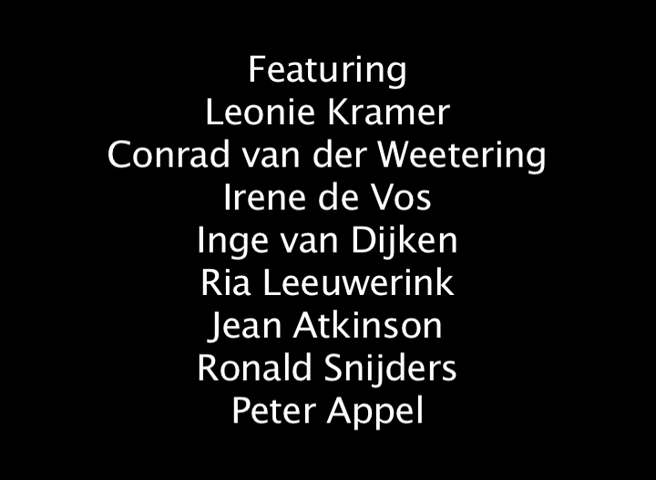 Featuring
Leonie Kramer
Conrad van der Weetering
Irene de Vos
Inge van Dijken
Ria Leeuwerink
Jean Atkinson
Ronald Snijders
Peter Appel